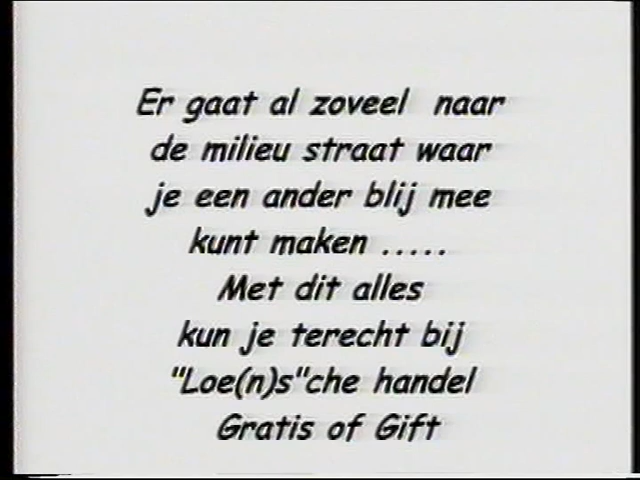 Er gaat al zoveel naar
de milieu straat waar
je een ander blij mee
kunt maken .....
Met dit alles
kun je terecht bij
"Loe(n)s"che handel
Gratis of Gift